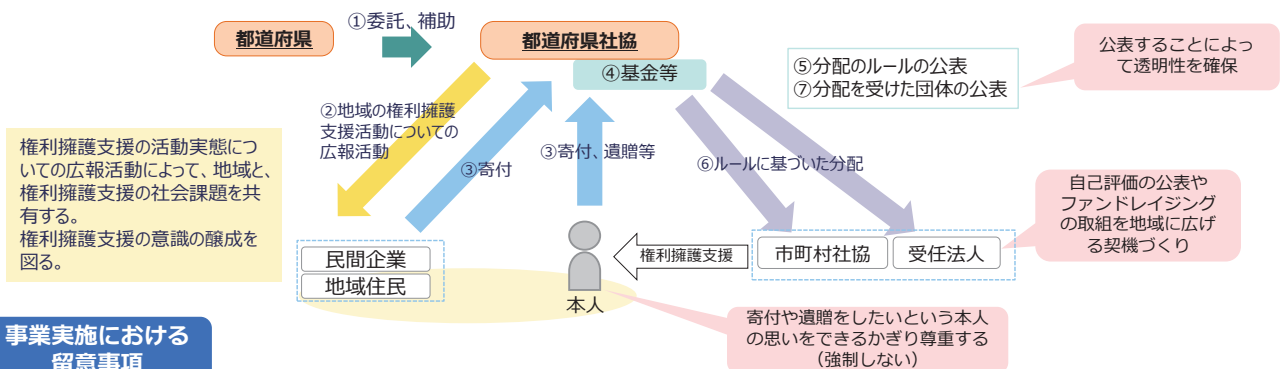 ①委託、補助
都道府県
都道府県社協
④基金等
⑤分配のルールの公表
⑦分配を受けた団体の公表
公表することによっ
て透明性を確保
②地域の権利擁護
支援活動についての
広報活動
③寄付
③寄付、遺贈等
⑥ルールに基づいた分配
権利擁護支援の活動実態につ
いての広報活動によって、地域と、
権利擁護支援の社会課題を共
有する。
権利擁護支援の意識の醸成を
図る。
自己評価の公表や
ファンドレイジング
の取組を地域に広げ
る契機づくり
民間企業
地域住民
本人
権利擁護支援
市町村社協
受任法人
寄付や遺贈をしたいという本人
の思いをできるかぎり尊重する
（強制しない）
事業実施における
留意事項